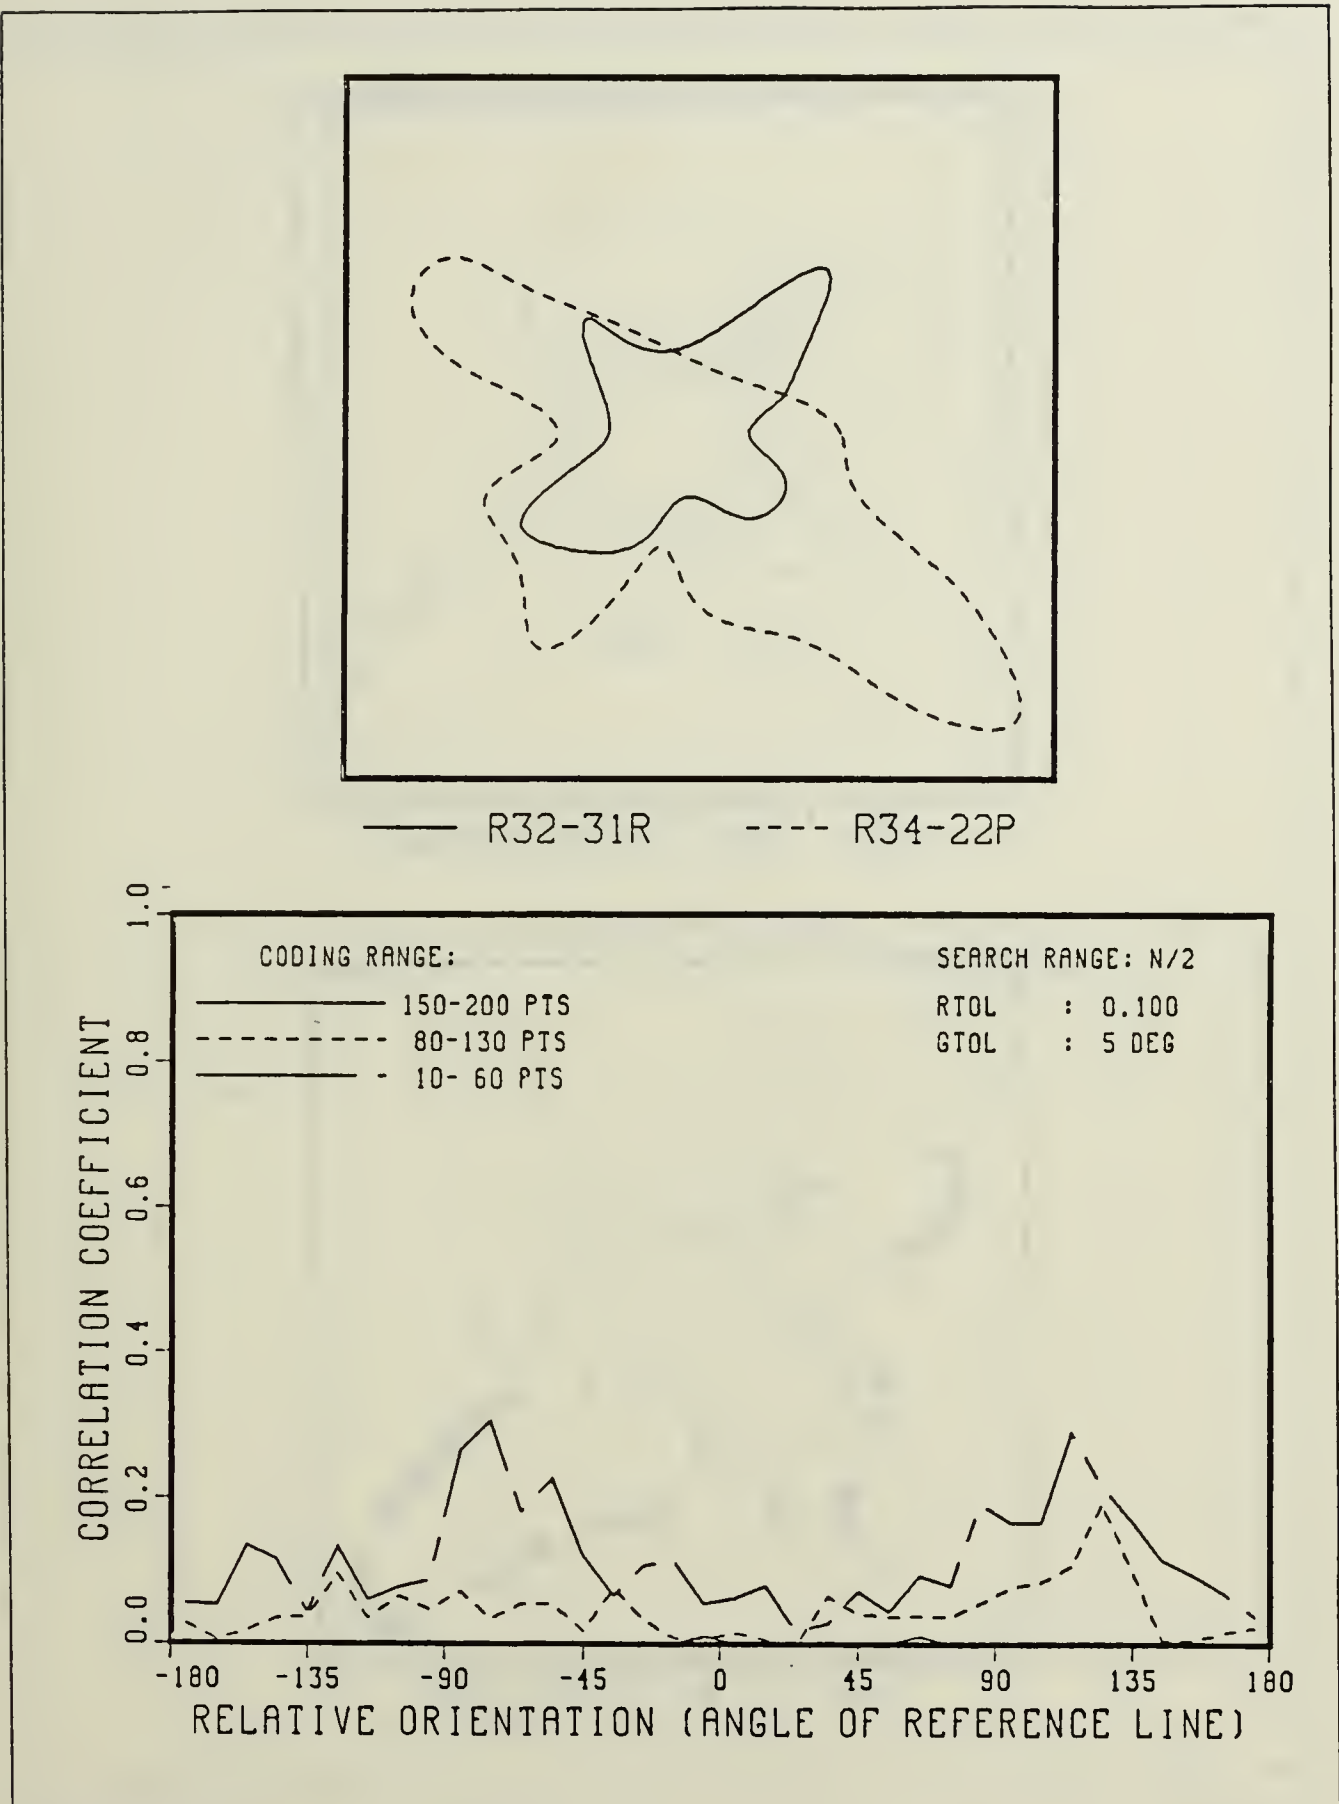 R32-31R R34-22P
CODING RANGE:
150-200 PTS
80-130 PTS
10- 60 PTS
SEARCH RANGE: N/2
RTOL : 0.100
GTOL : 5 DEG
CORRELATION COEFFICIENT
1.0
0.8
0.6
0.4
0.2
0.0
-180 -135 -90 -45 0 45 90 135 180
RELATIVE ORIENTATION (ANGLE OF REFERENCE LINE)